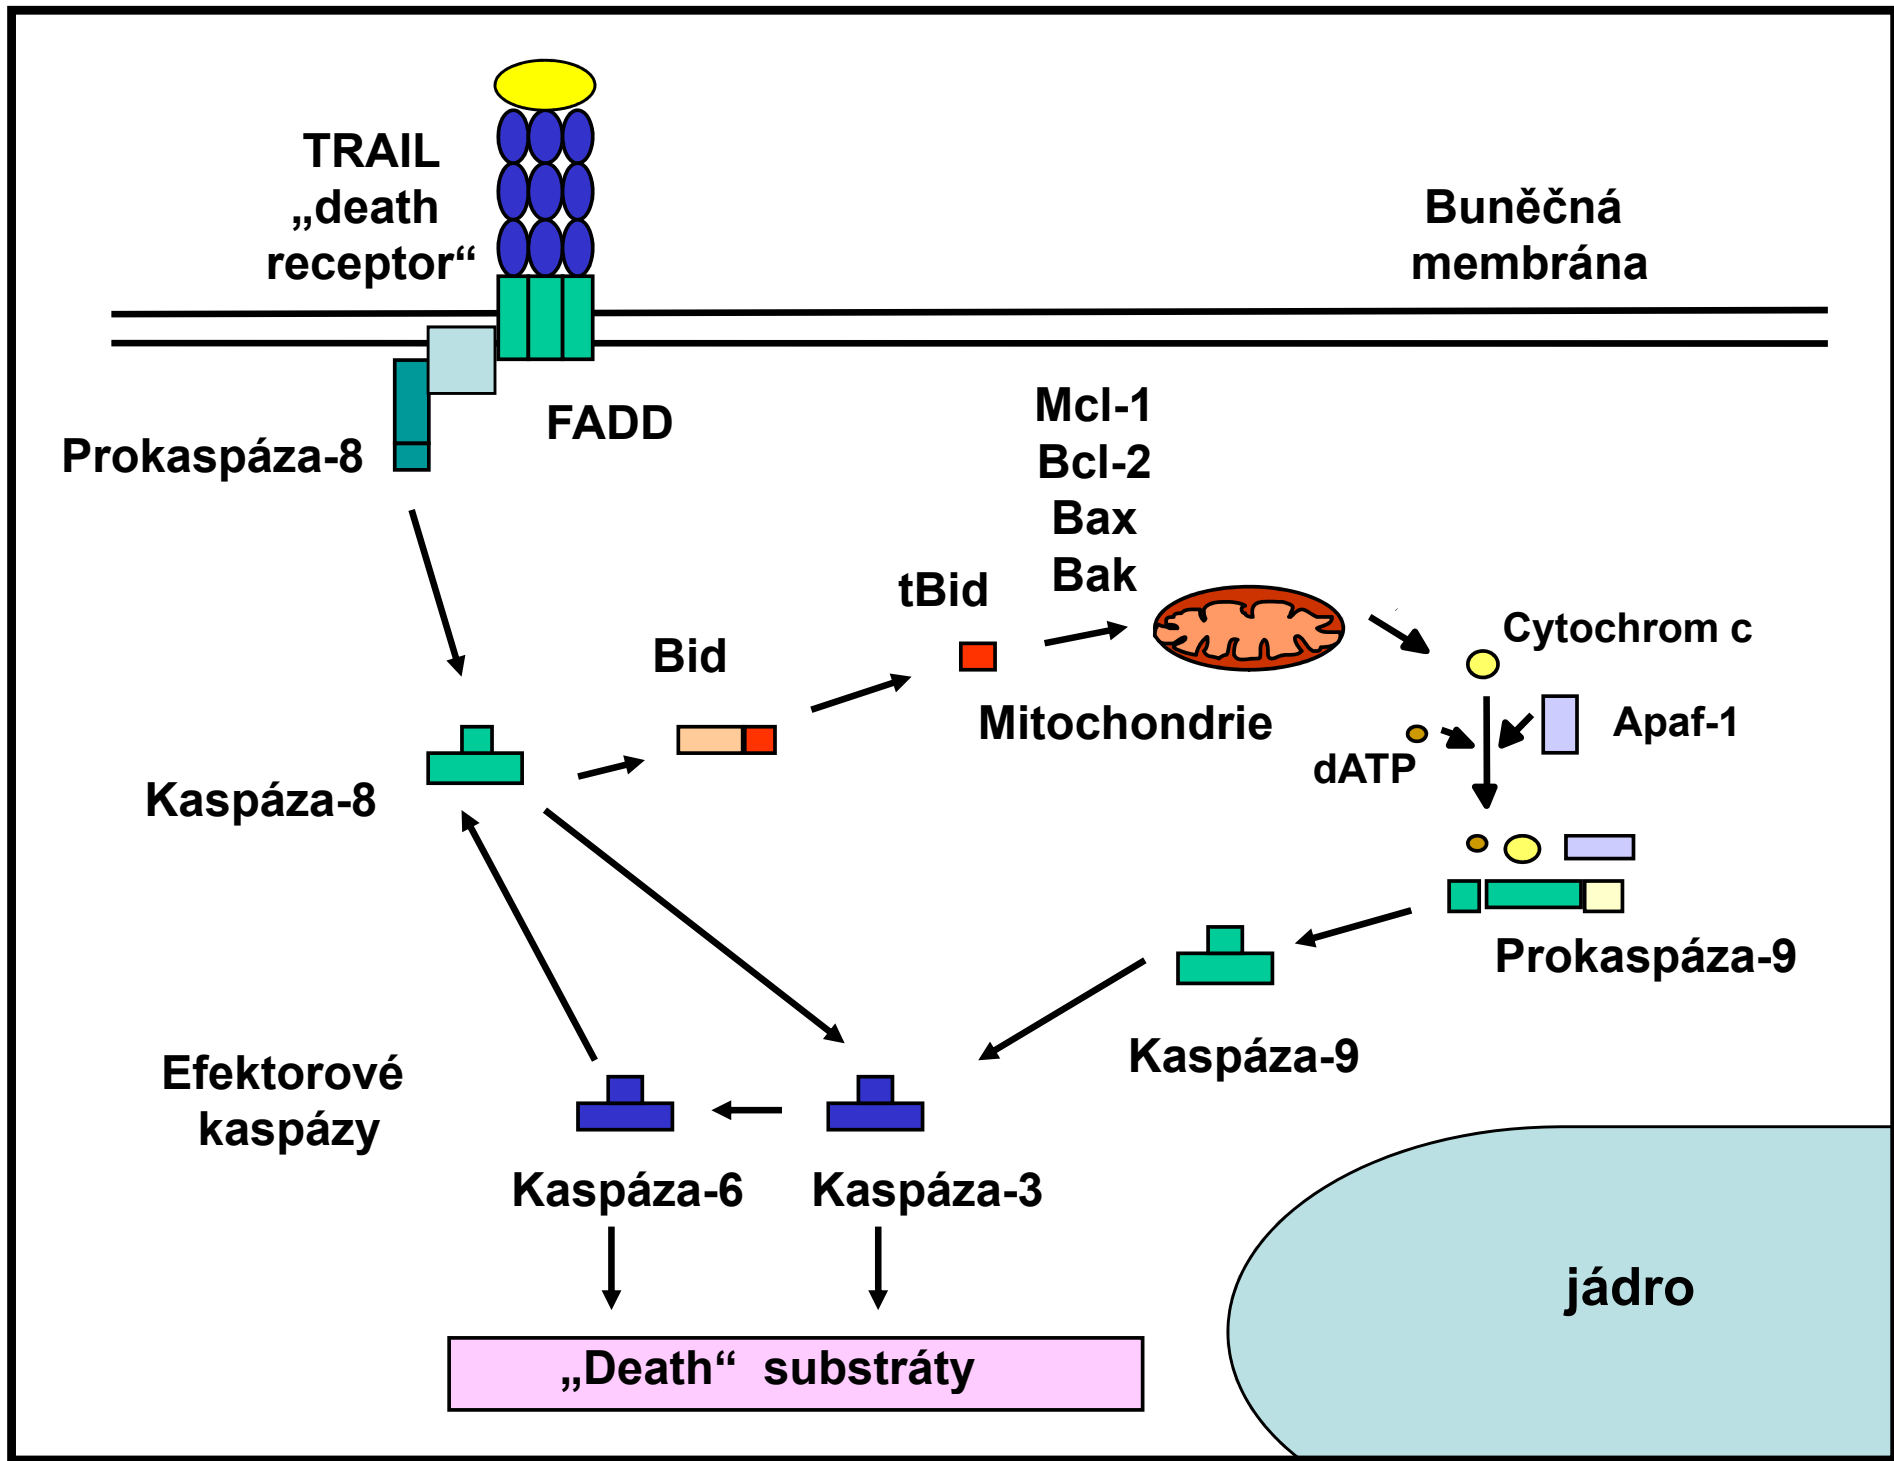 TRAIL
„death
receptor“
Buněčná
membrána
FADD
Prokaspáza-8
Mcl-1
Bcl-2
Bax
Bak
tBid
Bid
Cytochrom c
Mitochondrie
Apaf-1
dATP
Kaspáza-8
Prokaspáza-9
Kaspáza-9
Efektorové
kaspázy
Kaspáza-6
Kaspáza-3
jádro
„Death“ substráty